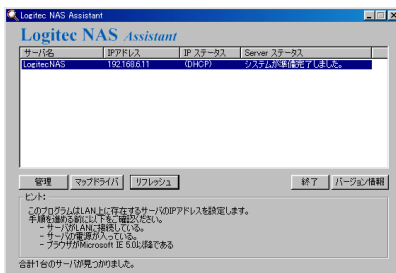 Logitec NAS Assistant
Logitec NAS Assistant
サーバ名 IPアドレス IP ステータス Server ステータス
LogitecNAS 192.168.6.11 (DHCP) システムが準備完了しました。
管理 マップドライバ リフレッシュ 終了 バージョン情報
ヒント:
このプログラムはLAN上に存在するサーバのIPアドレスを設定します。
手順を進める前に以下をご確認ください。
- サーバがLANに接続している。
- サーバの電源が入っている。
- ブラウザがMicrosoft IE 5.0以降である
合計1台のサーバが見つかりました。